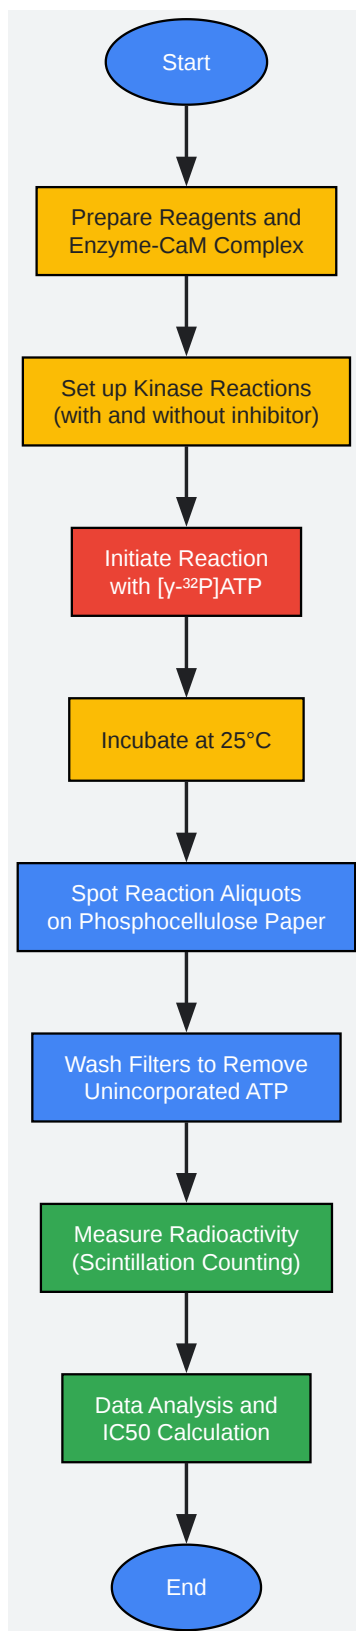 Start
Prepare Reagents and
Enzyme-CaM Complex
Set up Kinase Reactions
(with and without inhibitor)
Initiate Reaction
with [γ-³²P]ATP
Incubate at 25°C
Spot Reaction Aliquots
on Phosphocellulose Paper
Wash Filters to Remove
Unincorporated ATP
Measure Radioactivity
(Scintillation Counting)
Data Analysis and
IC50 Calculation
End